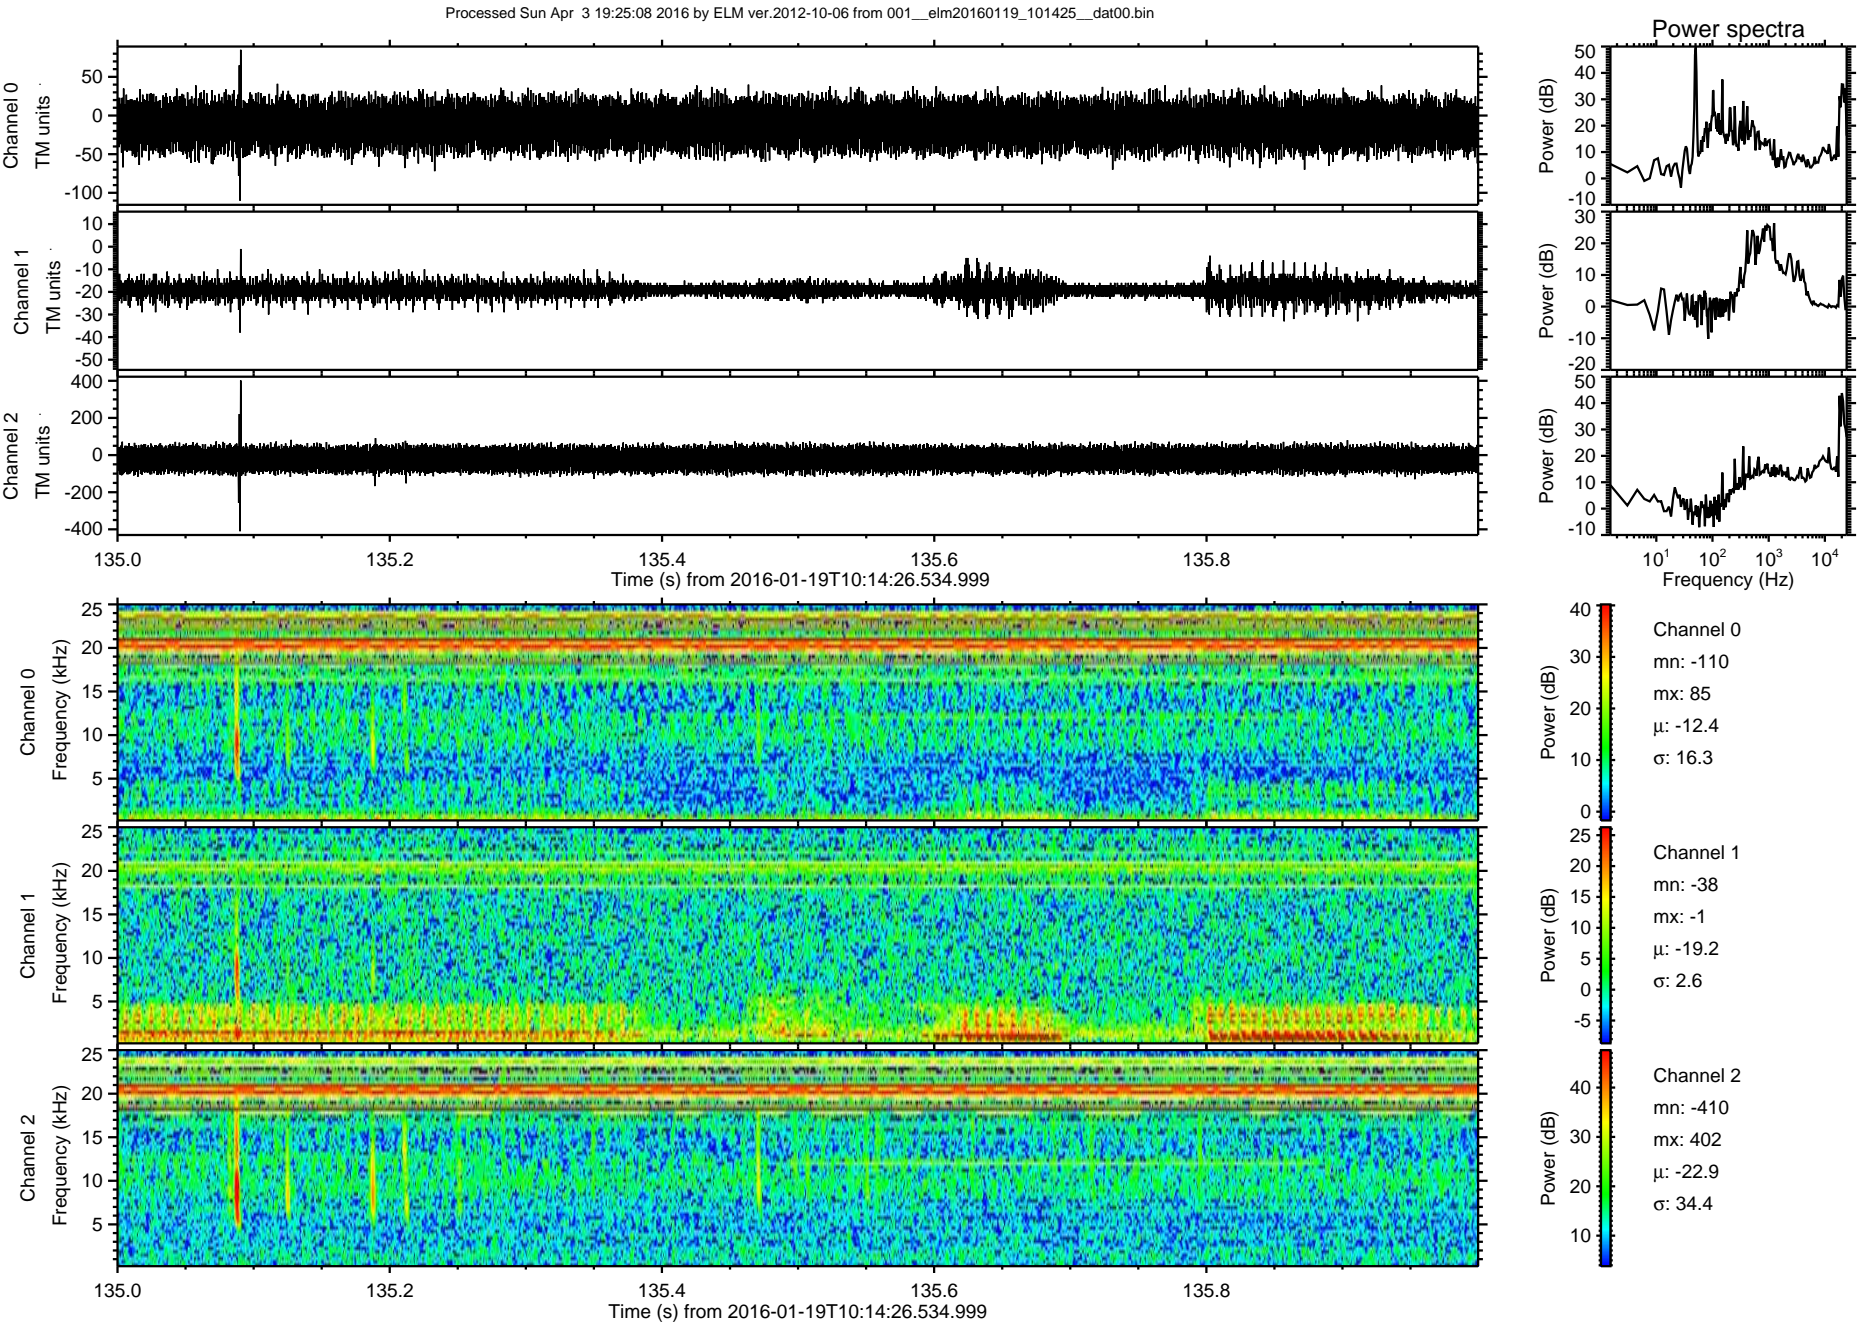 Processed Sun Apr 3 19:25:08 2016 by ELM ver.2012-10-06 from 001__elm20160119_101425__dat00.bin
Power spectra
Channel 0
TM units
50
0
-50
-100
Power (dB)
50
40
30
20
10
0
-10
Channel 1
TM units
10
0
-10
-20
-30
-40
-50
Power (dB)
30
20
10
0
-10
-20
Channel 2
TM units
400
200
0
-200
-400
Power (dB)
50
40
30
20
10
0
-10
135.0 135.2 135.4 135.6 135.8
Time (s) from 2016-01-19T10:14:26.534.999
10¹ 10² 10³ 10⁴
Frequency (Hz)
Channel 0
Frequency (kHz)
25
20
15
10
5
Power (dB)
40
30
20
10
0
Channel 0
mn: -110
mx: 85
μ: -12.4
σ: 16.3
Channel 1
Frequency (kHz)
25
20
15
10
5
Power (dB)
25
20
15
10
5
0
-5
Channel 1
mn: -38
mx: -1
μ: -19.2
σ: 2.6
Channel 2
Frequency (kHz)
25
20
15
10
5
Power (dB)
40
30
20
10
Channel 2
mn: -410
mx: 402
μ: -22.9
σ: 34.4
135.0 135.2 135.4 135.6 135.8
Time (s) from 2016-01-19T10:14:26.534.999